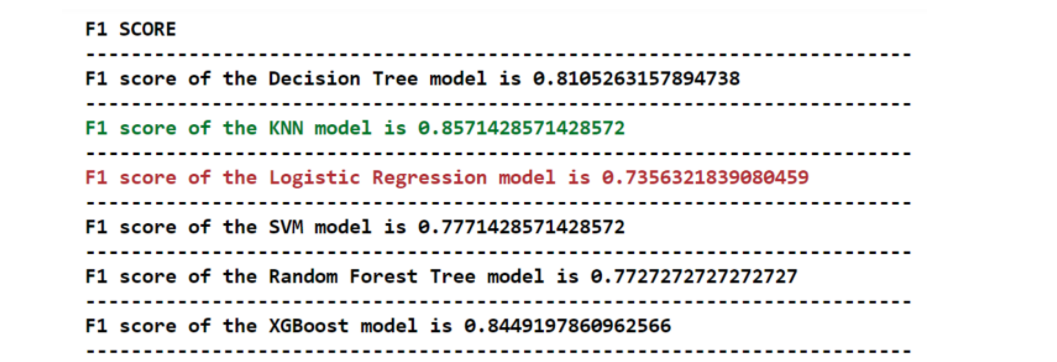 F1 SCORE
------------------------------------------------------------------------
F1 score of the Decision Tree model is 0.8105263157894738
------------------------------------------------------------------------
F1 score of the KNN model is 0.8571428571428572
------------------------------------------------------------------------
F1 score of the Logistic Regression model is 0.7356321839080459
------------------------------------------------------------------------
F1 score of the SVM model is 0.7771428571428572
------------------------------------------------------------------------
F1 score of the Random Forest Tree model is 0.7727272727272727
------------------------------------------------------------------------
F1 score of the XGBoost model is 0.8449197860962566
------------------------------------------------------------------------